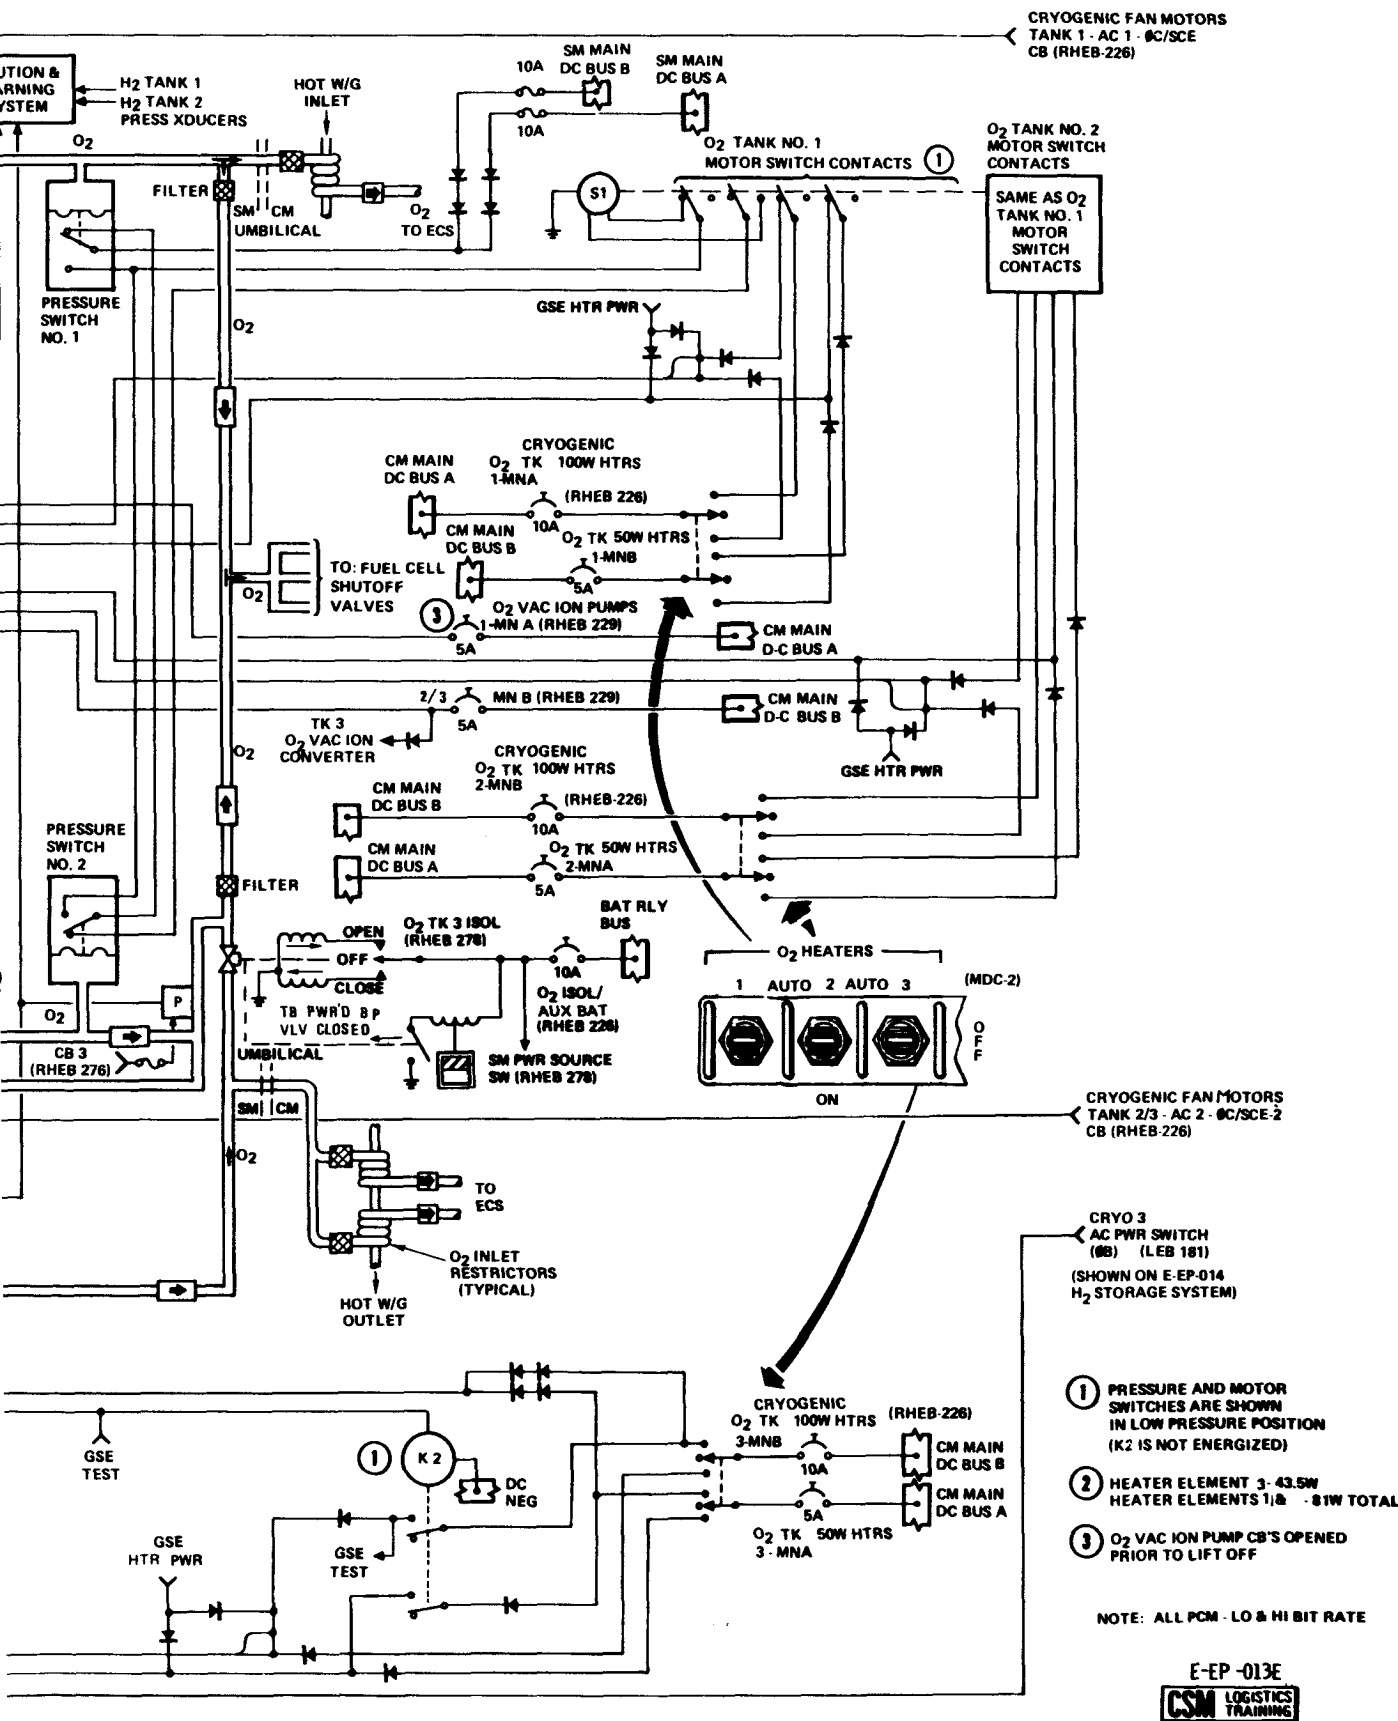 CRYOGENIC FAN MOTORS
TANK 1 - AC 1 - ØC/SCE
CB (RHEB-226)
UTION &
ARNING
YSTEM
H2 TANK 1
H2 TANK 2
PRESS XDUCERS
HOT W/G
INLET
10A
10A
SM MAIN
DC BUS B
SM MAIN
DC BUS A
O2
FILTER
SM
CM
UMBILICAL
O2
TO ECS
O2 TANK NO. 1
MOTOR SWITCH CONTACTS
1
S1
O2 TANK NO. 2
MOTOR SWITCH
CONTACTS
SAME AS O2
TANK NO. 1
MOTOR
SWITCH
CONTACTS
PRESSURE
SWITCH
NO. 1
O2
GSE HTR PWR
CM MAIN
DC BUS A
CRYOGENIC
O2 TK 100W HTRS
1-MNA
(RHEB 226)
10A
CM MAIN
DC BUS B
O2 TK 50W HTRS
1-MNB
5A
TO: FUEL CELL
SHUTOFF
VALVES
O2
3
O2 VAC ION PUMPS
1-MN A (RHEB 229)
5A
CM MAIN
D-C BUS A
2/3
MN B (RHEB 229)
5A
CM MAIN
D-C BUS B
TK 3
O2 VAC ION
CONVERTER
O2
GSE HTR PWR
CRYOGENIC
O2 TK 100W HTRS
2-MNB
(RHEB-226)
10A
CM MAIN
DC BUS B
CM MAIN
DC BUS A
O2 TK 50W HTRS
2-MNA
5A
PRESSURE
SWITCH
NO. 2
FILTER
OPEN
OFF
CLOSE
O2 TK 3 ISOL
(RHEB 278)
BAT RLY
BUS
10A
O2 ISOL/
AUX BAT
(RHEB 226)
TB PWR'D BP
VLV CLOSED
SM PWR SOURCE
SW (RHEB 278)
O2 HEATERS
1 AUTO 2 AUTO 3
(MDC-2)
OFF
ON
P
O2
CB 3
(RHEB 276)
UMBILICAL
SM
CM
CRYOGENIC FAN MOTORS
TANK 2/3 - AC 2 - ØC/SCE-2
CB (RHEB-226)
O2
TO
ECS
O2 INLET
RESTRICTORS
(TYPICAL)
HOT W/G
OUTLET
CRYO 3
AC PWR SWITCH
(ØB) (LEB 181)
(SHOWN ON E-EP-014
H2 STORAGE SYSTEM)
GSE
TEST
1
K2
DC
NEG
CRYOGENIC
O2 TK 100W HTRS
3-MNB
(RHEB-226)
10A
CM MAIN
DC BUS B
CM MAIN
DC BUS A
5A
O2 TK 50W HTRS
3 - MNA
GSE
TEST
GSE
HTR PWR
1 PRESSURE AND MOTOR
SWITCHES ARE SHOWN
IN LOW PRESSURE POSITION
(K2 IS NOT ENERGIZED)
2 HEATER ELEMENT 3- 43.5W
HEATER ELEMENTS 1 & - 81W TOTAL
3 O2 VAC ION PUMP CB'S OPENED
PRIOR TO LIFT OFF
NOTE: ALL PCM - LO & HI BIT RATE
E-EP -013E
CSM LOGISTICS
TRAINING